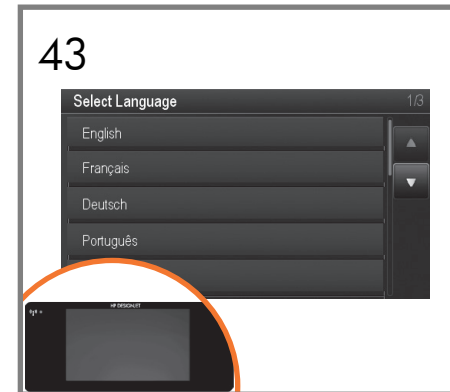 43
Select Language 1/3
English
Français
Deutsch
Português
HP DESIGNJET